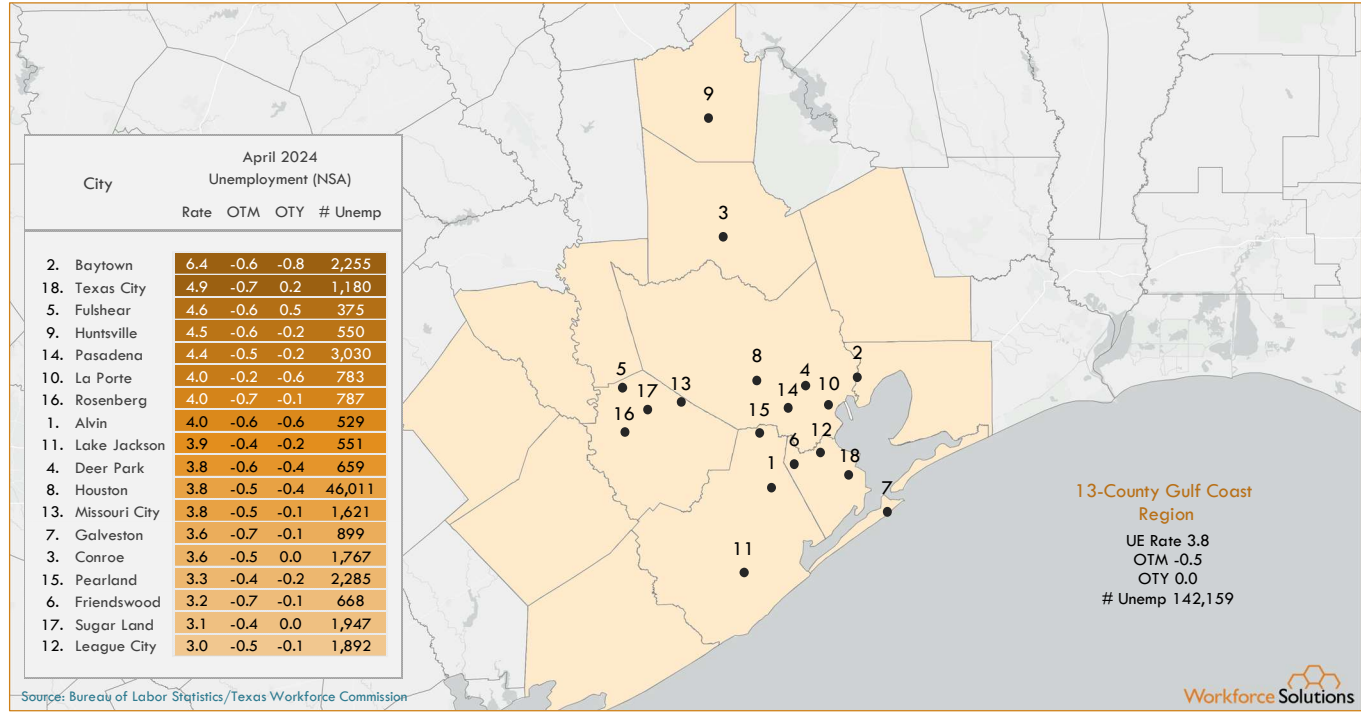 April 2024
Unemployment (NSA)
City
Rate OTM OTY # Unemp
2. Baytown 6.4 -0.6 -0.8 2,255
18. Texas City 4.9 -0.7 0.2 1,180
5. Fulshear 4.6 -0.6 0.5 375
9. Huntsville 4.5 -0.6 -0.2 550
14. Pasadena 4.4 -0.5 -0.2 3,030
10. La Porte 4.0 -0.2 -0.6 783
16. Rosenberg 4.0 -0.7 -0.1 787
1. Alvin 4.0 -0.6 -0.6 529
11. Lake Jackson 3.9 -0.4 -0.2 551
4. Deer Park 3.8 -0.6 -0.4 659
8. Houston 3.8 -0.5 -0.4 46,011
13. Missouri City 3.8 -0.5 -0.1 1,621
7. Galveston 3.6 -0.7 -0.1 899
3. Conroe 3.6 -0.5 0.0 1,767
15. Pearland 3.3 -0.4 -0.2 2,285
6. Friendswood 3.2 -0.7 -0.1 668
17. Sugar Land 3.1 -0.4 0.0 1,947
12. League City 3.0 -0.5 -0.1 1,892
Source: Bureau of Labor Statistics/Texas Workforce Commission
9
3
2
8
4
5
17
13
14
10
16
15
12
6
1
18
7
11
13-County Gulf Coast
Region
UE Rate 3.8
OTM -0.5
OTY 0.0
# Unemp 142,159
Workforce Solutions